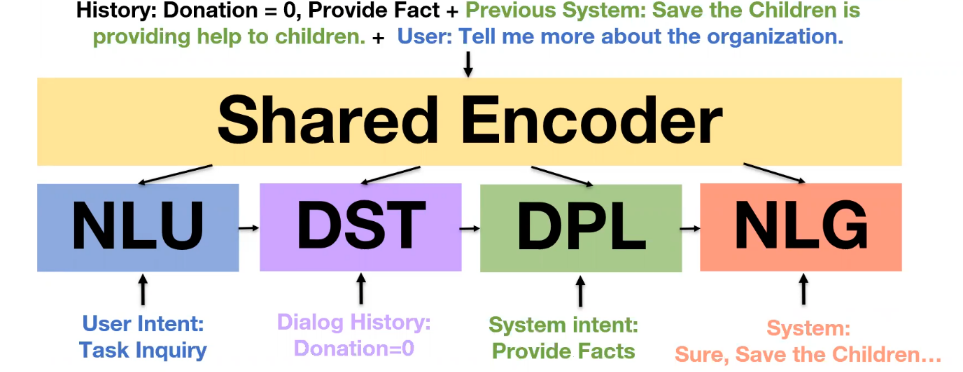 History: Donation = 0, Provide Fact + Previous System: Save the Children is
providing help to children. + User: Tell me more about the organization.
Shared Encoder
NLU
DST
DPL
NLG
User Intent:
Task Inquiry
Dialog History:
Donation=0
System intent:
Provide Facts
System:
Sure, Save the Children...